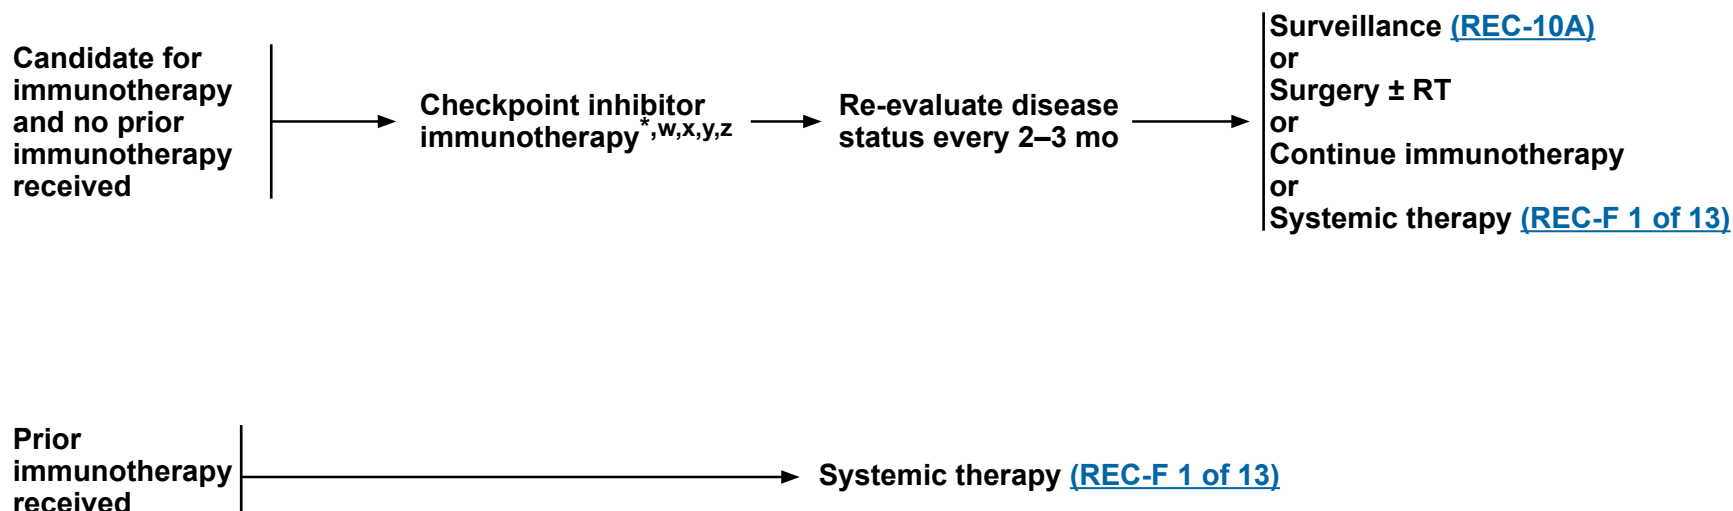 Candidate for
immunotherapy
and no prior
immunotherapy
received
Checkpoint inhibitor
immunotherapy*,w,x,y,z
Re-evaluate disease
status every 2–3 mo
Surveillance (REC-10A)
or
Surgery ± RT
or
Continue immunotherapy
or
Systemic therapy (REC-F 1 of 13)
Prior
immunotherapy
received
Systemic therapy (REC-F 1 of 13)